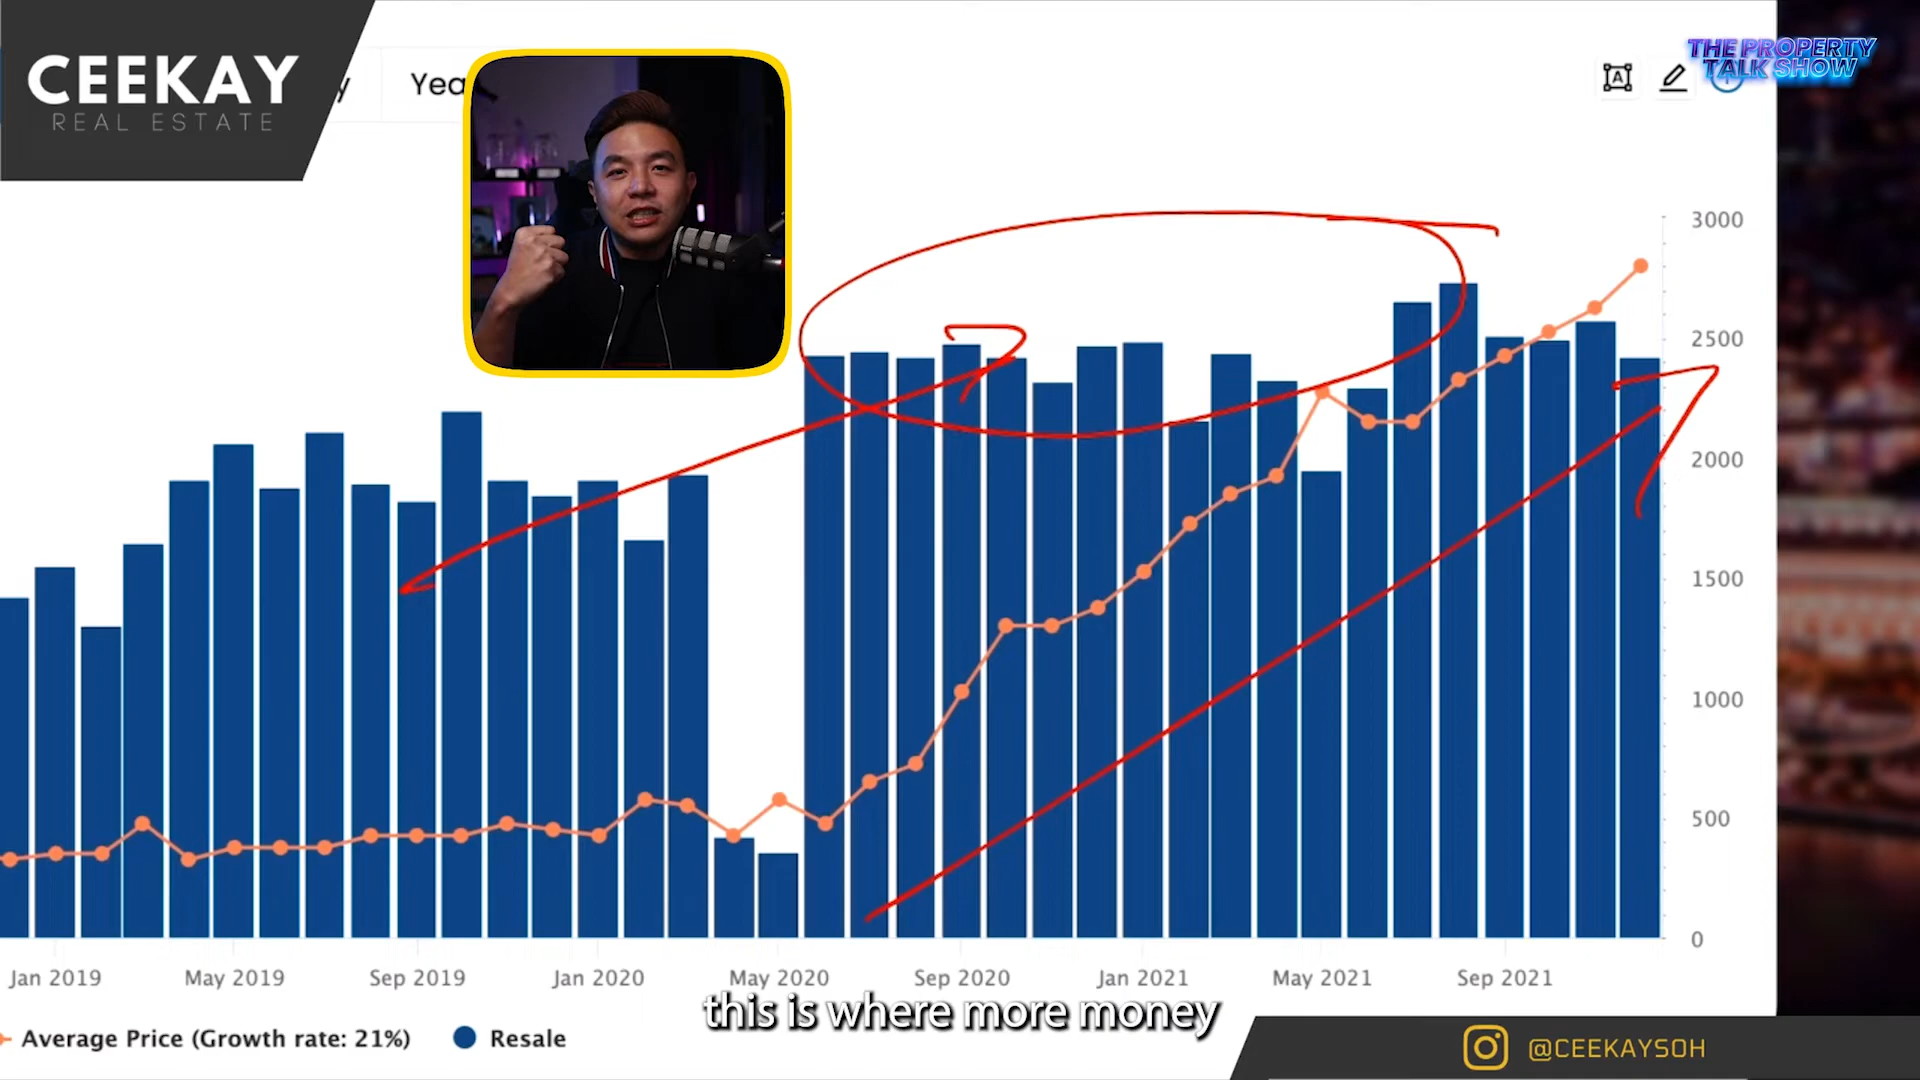 CEEKAY
REAL ESTATE
y
Yea
THE PROPERTY
TALK SHOW
A
3000
2500
2000
1500
1000
500
0
Jan 2019
May 2019
Sep 2019
Jan 2020
May 2020
Sep 2020
Jan 2021
May 2021
Sep 2021
this is where more money
Average Price (Growth rate: 21%)
Resale
@CEEKAYSOH